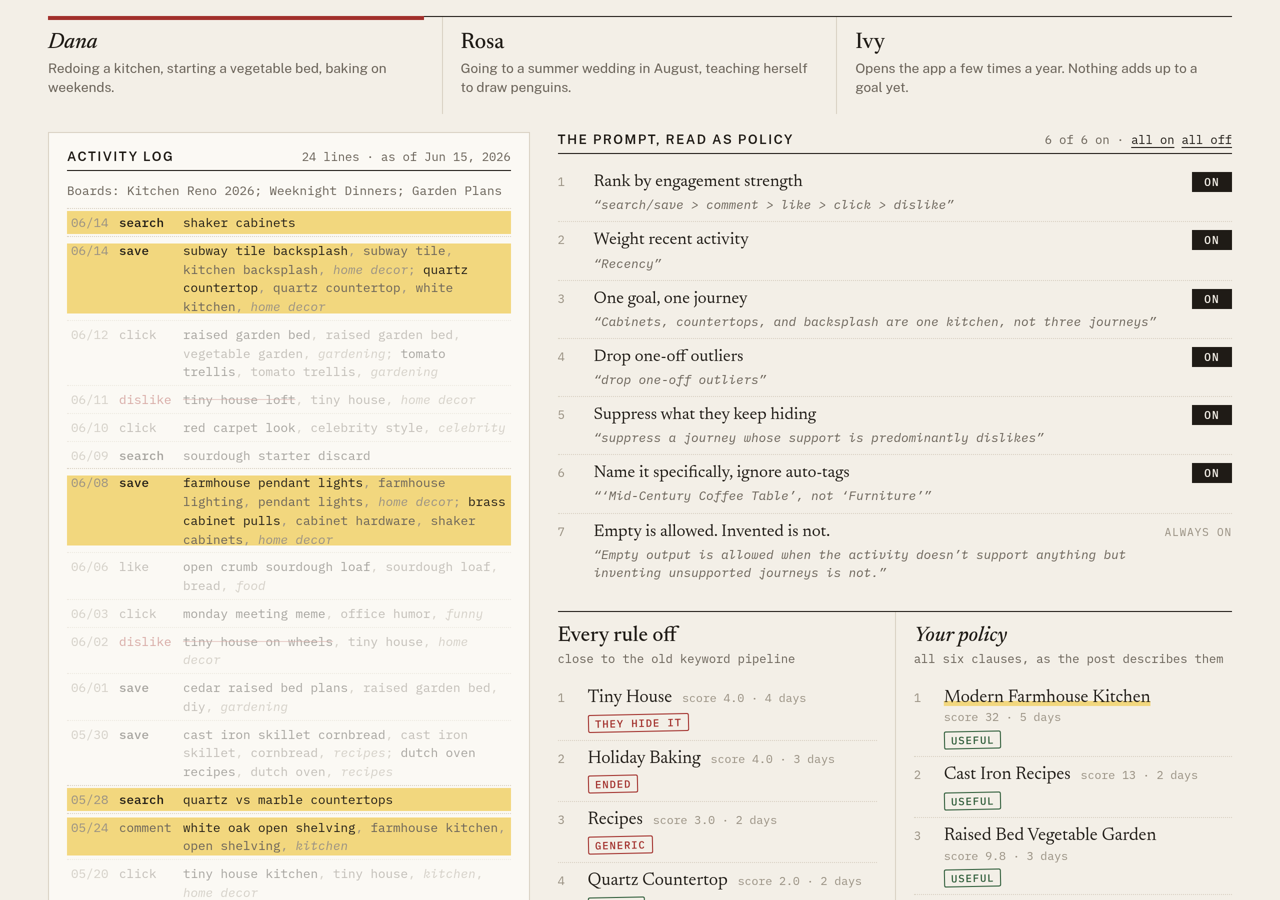 Dana
Redoing a kitchen, starting a vegetable bed, baking on
weekends.
Rosa
Going to a summer wedding in August, teaching herself
to draw penguins.
Ivy
Opens the app a few times a year. Nothing adds up to a
goal yet.
ACTIVITY LOG
24 lines · as of Jun 15, 2026
Boards: Kitchen Reno 2026; Weeknight Dinners; Garden Plans
06/14 search shaker cabinets
06/14 save subway tile backsplash, subway tile,
kitchen backsplash, home decor; quartz
countertop, quartz countertop, white
kitchen, home decor
06/12 click raised garden bed, raised garden bed,
vegetable garden, gardening; tomato
trellis, tomato trellis, gardening
06/11 dislike tiny house loft, tiny house, home decor
06/10 click red carpet look, celebrity style, celebrity
06/09 search sourdough starter discard
06/08 save farmhouse pendant lights, farmhouse
lighting, pendant lights, home decor; brass
cabinet pulls, cabinet hardware, shaker
cabinets, home decor
06/06 like open crumb sourdough loaf, sourdough loaf,
bread, food
06/03 click monday meeting meme, office humor, funny
06/02 dislike tiny house on wheels, tiny house, home
decor
06/01 save cedar raised bed plans, raised garden bed,
diy, gardening
05/30 save cast iron skillet cornbread, cast iron
skillet, cornbread, recipes; dutch oven
recipes, dutch oven, recipes
05/28 search quartz vs marble countertops
05/24 comment white oak open shelving, farmhouse kitchen,
open shelving, kitchen
05/20 click tiny house kitchen, tiny house, kitchen,
home decor
THE PROMPT, READ AS POLICY
6 of 6 on · all on all off
1 Rank by engagement strength ON
“search/save > comment > like > click > dislike”
2 Weight recent activity ON
“Recency”
3 One goal, one journey ON
“Cabinets, countertops, and backsplash are one kitchen, not three journeys”
4 Drop one-off outliers ON
“drop one-off outliers”
5 Suppress what they keep hiding ON
“suppress a journey whose support is predominantly dislikes”
6 Name it specifically, ignore auto-tags ON
“‘Mid-Century Coffee Table’, not ‘Furniture’”
7 Empty is allowed. Invented is not. ALWAYS ON
“Empty output is allowed when the activity doesn’t support anything but
inventing unsupported journeys is not.”
Every rule off
close to the old keyword pipeline
1 Tiny House score 4.0 · 4 days
THEY HIDE IT
2 Holiday Baking score 4.0 · 3 days
ENDED
3 Recipes score 3.0 · 2 days
GENERIC
4 Quartz Countertop score 2.0 · 2 days
Your policy
all six clauses, as the post describes them
1 Modern Farmhouse Kitchen
score 32 · 5 days
USEFUL
2 Cast Iron Recipes score 13 · 2 days
USEFUL
3 Raised Bed Vegetable Garden
score 9.8 · 3 days
USEFUL